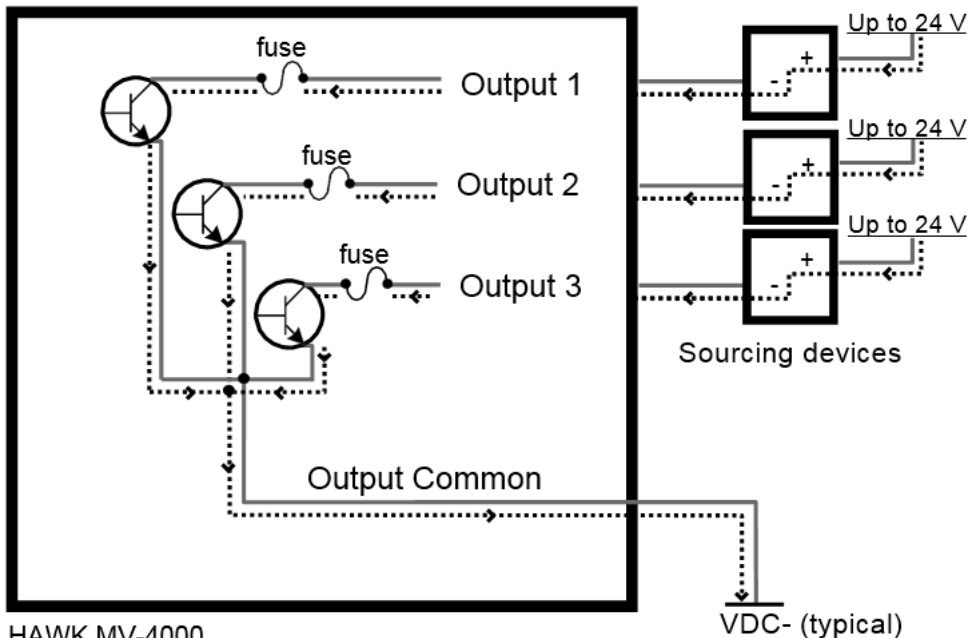 fuse
Output 1
fuse
Output 2
fuse
Output 3
Output Common
HAWK MV-4000
Up to 24 V
-
+
Up to 24 V
-
+
Up to 24 V
-
+
Sourcing devices
VDC- (typical)